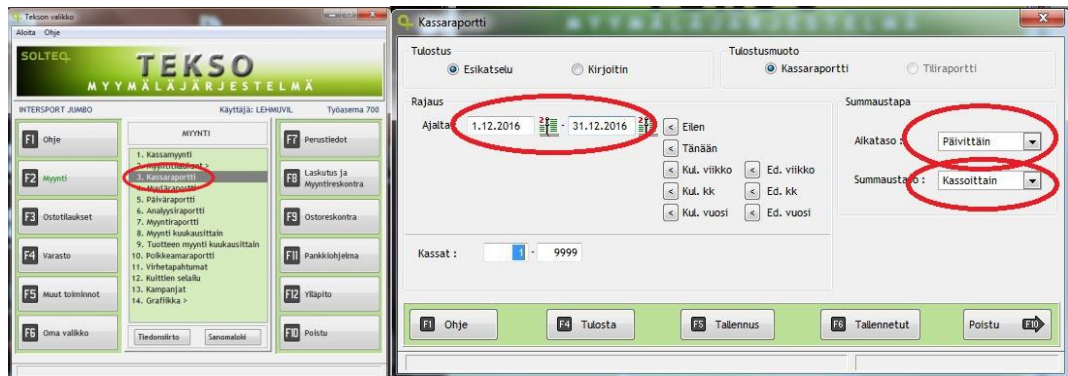 Tekson valikko
Aloita Ohje
SOLTEQ
TEKSO
MYYMÄLÄJÄRJESTELMÄ
INTERSPORT JUMBO Käyttäjä: LEHMUVIL Työasema 700
F1 Ohje
F2 Myynti
F3 Ostotilaukset
F4 Varasto
F5 Muut toiminnot
F6 Oma valikko
MYYNTI
1. Kassamyynti
2. Myyntitilaukset >
3. Kassaraportti
4. Myyjäraportti
5. Päiväraportti
6. Analyysiraportti
7. Myyntiraportti
8. Myynti kuukausittain
9. Tuotteen myynti kuukausittain
10. Poikkeamaraportti
11. Virhetapahtumat
12. Kuittien selailu
13. Kampanjat
14. Grafiikka >
Tiedonsiirto Sanomaloki
F7 Perustiedot
F8 Laskutus ja
Myyntireskontra
F9 Ostoreskontra
F11 Pankkiohjelma
F12 Ylläpito
F10 Poistu
Kassaraportti
Tulostus
Esikatselu Kirjoitin
Tulostusmuoto
Kassaraportti Tiliraportti
Rajaus
Ajalta : 1.12.2016 - 31.12.2016
< Eilen
< Tänään
< Kul. viikko < Ed. viikko
< Kul. kk < Ed. kk
< Kul. vuosi < Ed. vuosi
Summaustapa
Aikataso : Päivittäin
Summaustaso : Kassoittain
Kassat : 1 - 9999
F1 Ohje F4 Tulosta F5 Tallennus F6 Tallennetut Poistu F10